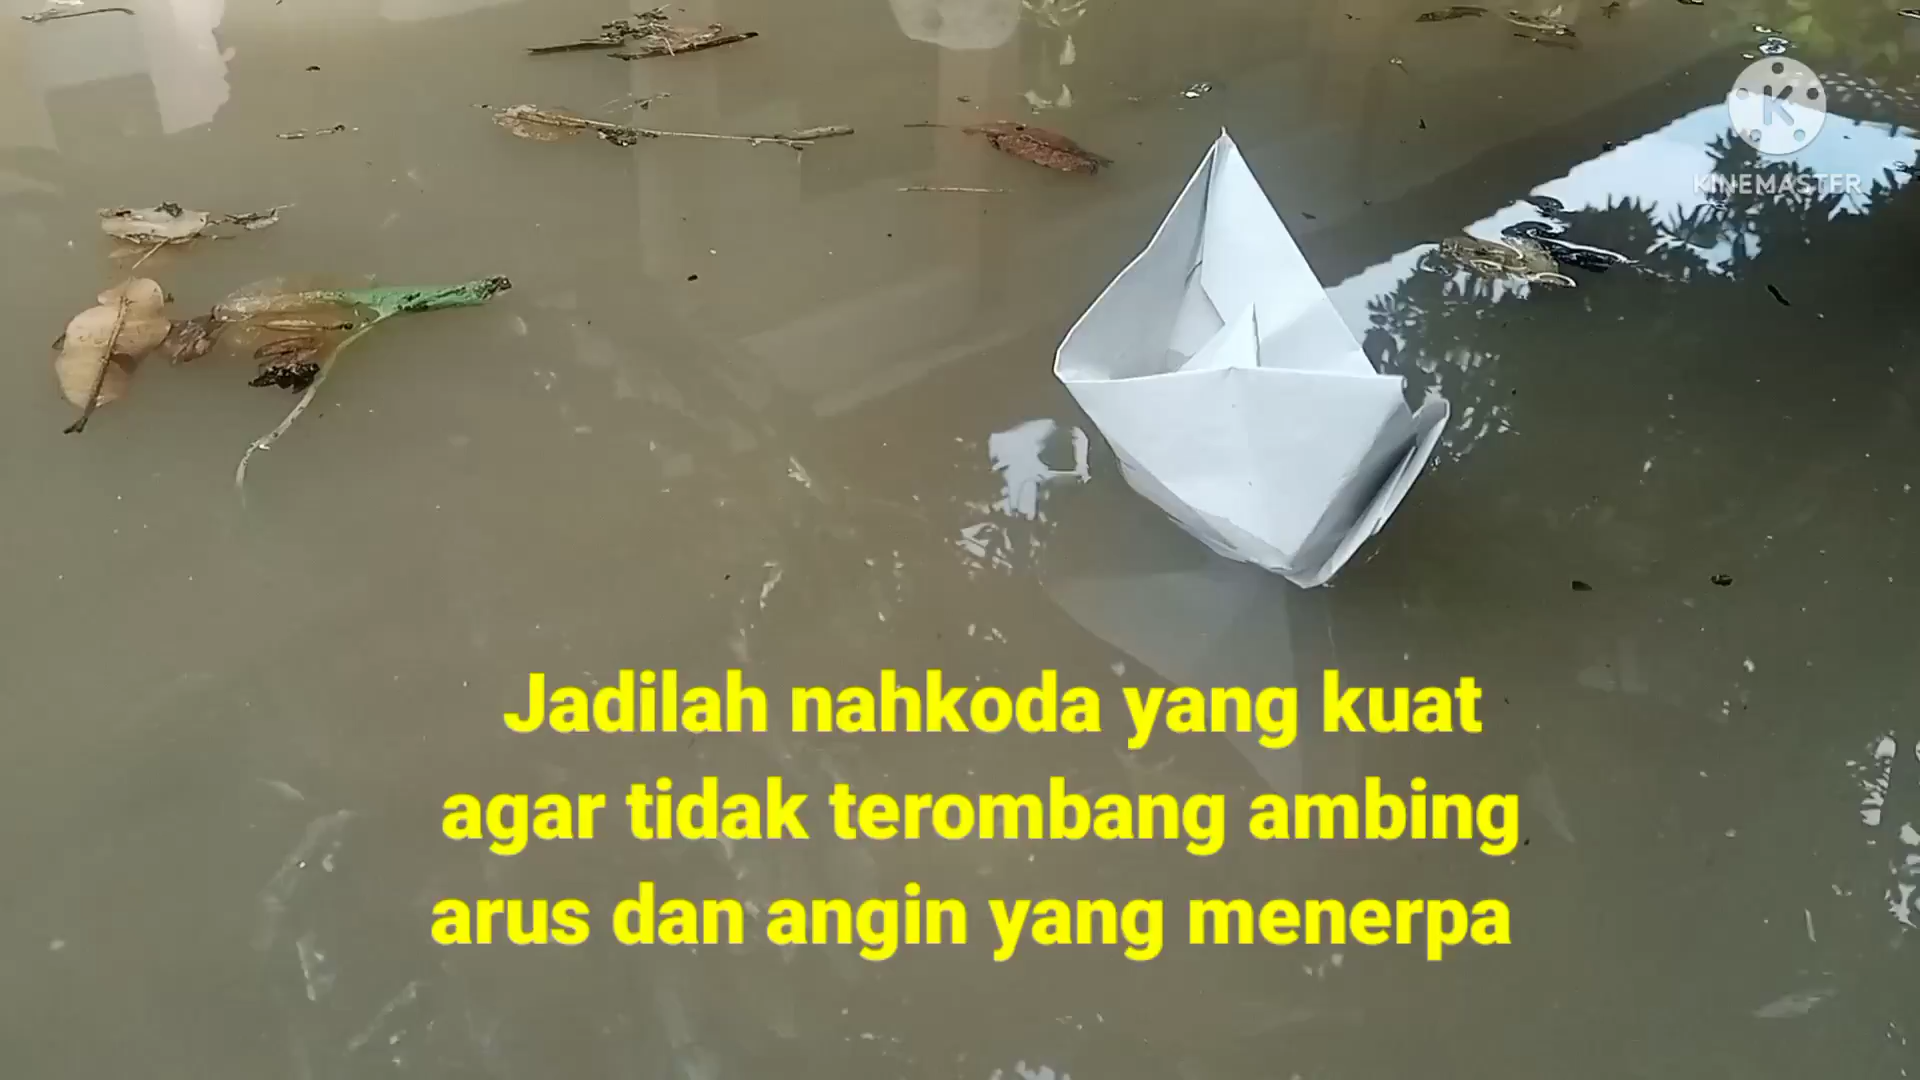 KINEMASTER
Jadilah nahkoda yang kuat
agar tidak terombang ambing
arus dan angin yang menerpa